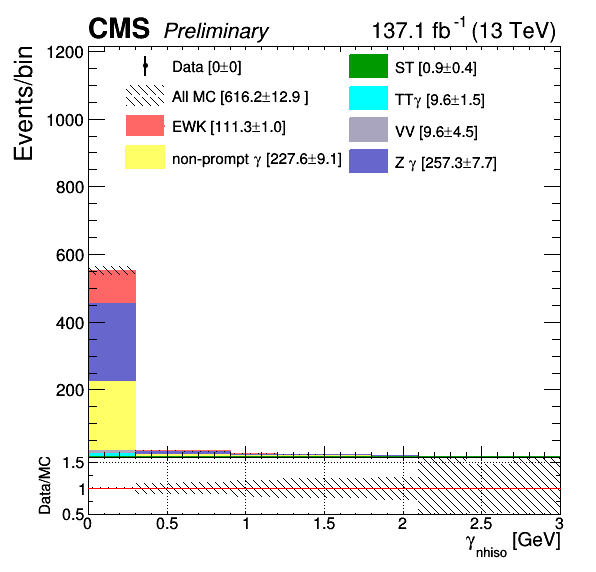 CMS Preliminary 137.1 fb⁻¹ (13 TeV)
Events/bin
1200
1000
800
600
400
200
Data [0±0]
All MC [616.2±12.9 ]
EWK [111.3±1.0]
non-prompt γ [227.6±9.1]
ST [0.9±0.4]
TTγ [9.6±1.5]
VV [9.6±4.5]
Z γ [257.3±7.7]
Data/MC
1.5
1
0.5
0 0.5 1 1.5 2 2.5 3
γnhiso [GeV]